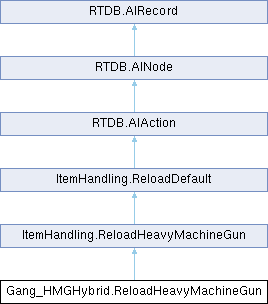 RTDB.AIRecord
RTDB.AINode
RTDB.AIAction
ItemHandling.ReloadDefault
ItemHandling.ReloadHeavyMachineGun
Gang_HMGHybrid.ReloadHeavyMachineGun